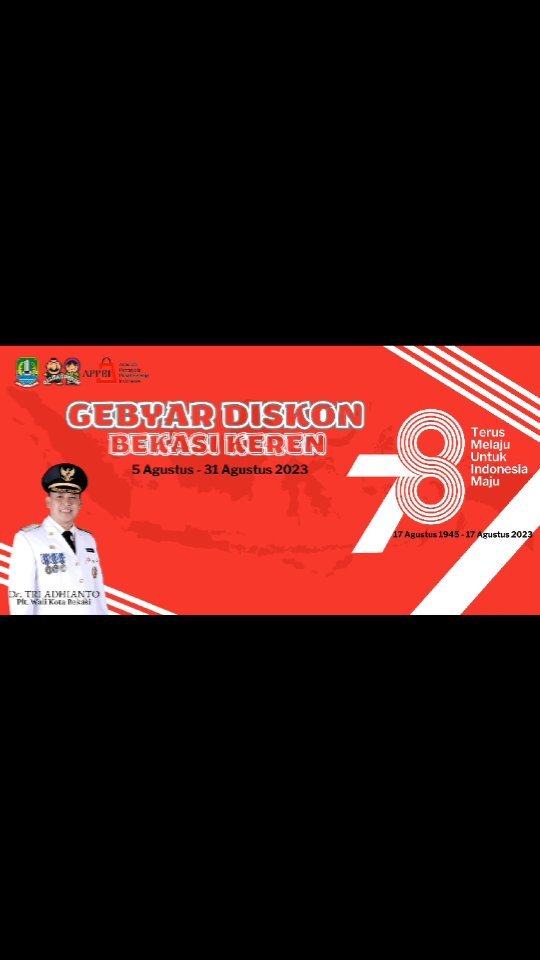 APPBI
GEBYAR DISKON
BEKASI KEREN
5 Agustus - 31 Agustus 2023
78
Terus
Melaju
Untuk
Indonesia
Maju
17 Agustus 1945 - 17 Agustus 2023
Dr. TRI ADHIANTO
Plt. Wali Kota Bekasi